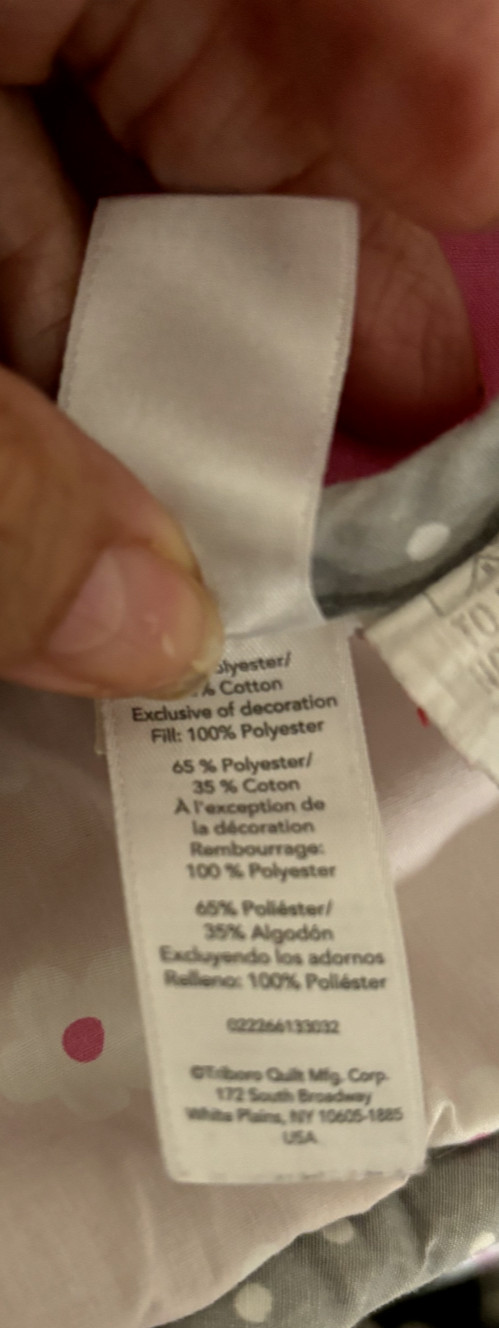 olyester/
% Cotton
Exclusive of decoration
Fill: 100% Polyester
65 % Polyester/
35 % Coton
À l'exception de
la décoration
Rembourrage:
100 % Polyester
65% Poliéster/
35% Algodón
Excluyendo los adornos
Relleno: 100% Poliéster
022266133032
©Triboro Quilt Mfg. Corp.
172 South Broadway
White Plains, NY 10605-1885
USA
TO